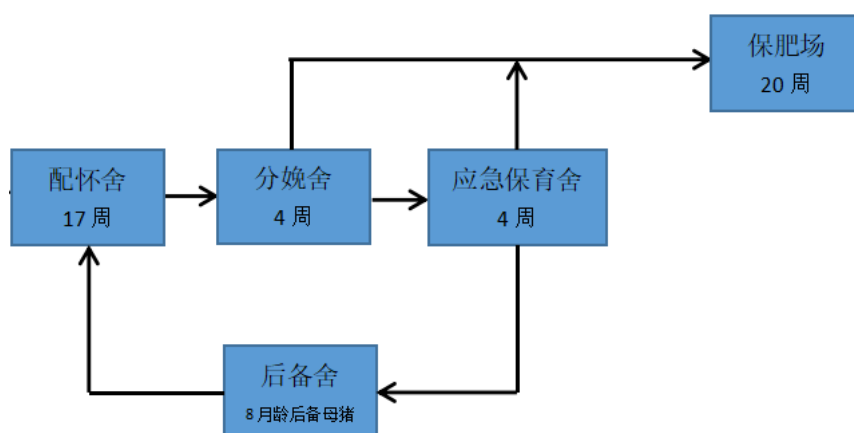 保肥场
20 周
配怀舍
17 周
分娩舍
4 周
应急保育舍
4 周
后备舍
8 月龄后备母猪